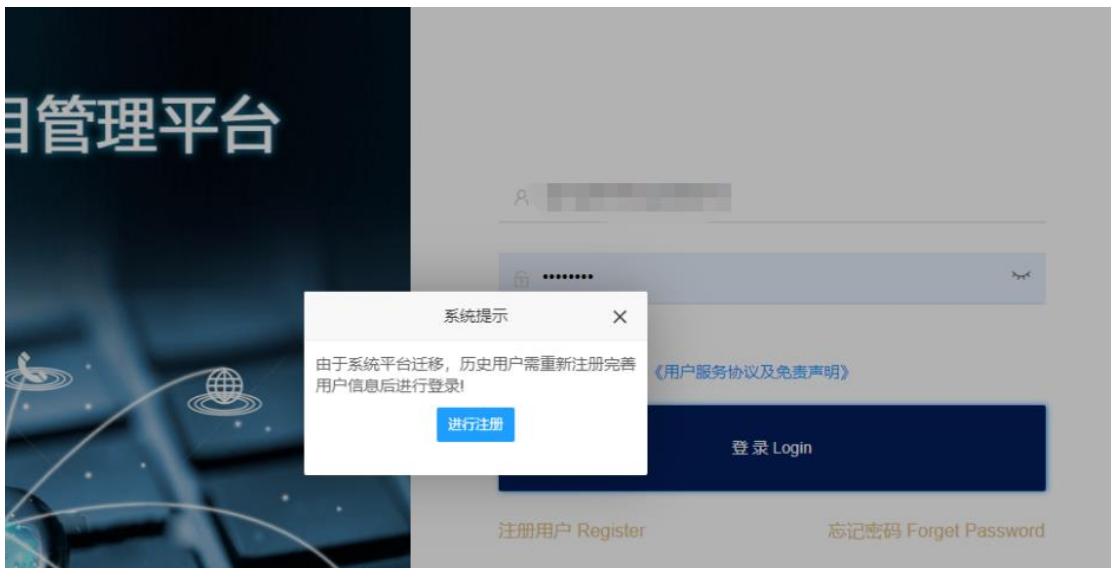 目管理平台
••••••••
系统提示
由于系统平台迁移，历史用户需重新注册完善
用户信息后进行登录!
进行注册
《用户服务协议及免责声明》
登 录 Login
注册用户 Register
忘记密码 Forget Password